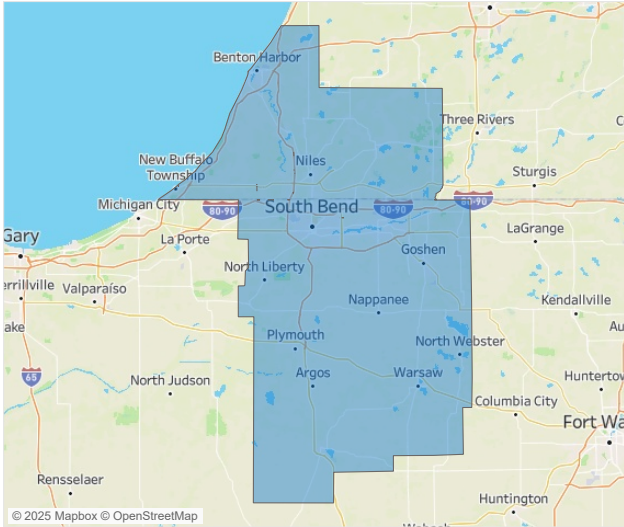 Benton Harbor
Three Rivers
New Buffalo
Township
Niles
Sturgis
Michigan City
80-90
South Bend
80-90
80-90
Gary
La Porte
Goshen
LaGrange
North Liberty
errillville
Valparaíso
Nappanee
Kendallville
ake
Plymouth
North Webster
Au
65
North Judson
Argos
Warsaw
Huntertow
Columbia City
Fort Wa
Rensselaer
Huntington
Wabash
© 2025 Mapbox © OpenStreetMap